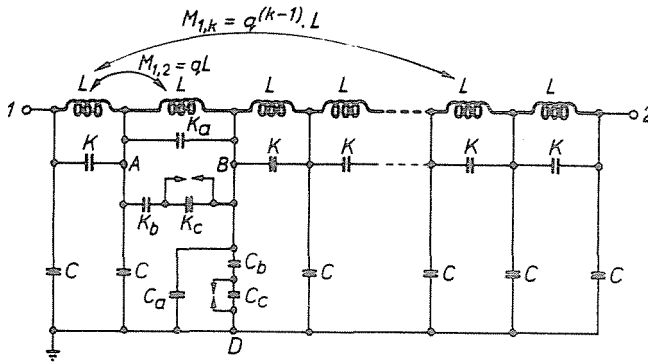 M1,k = q(k-1). L
M1,2 = qL
L L L L L L
1 2
Ka
K A B K K K K
Kb Kc
C C Ca Cb Cc C C C C
D